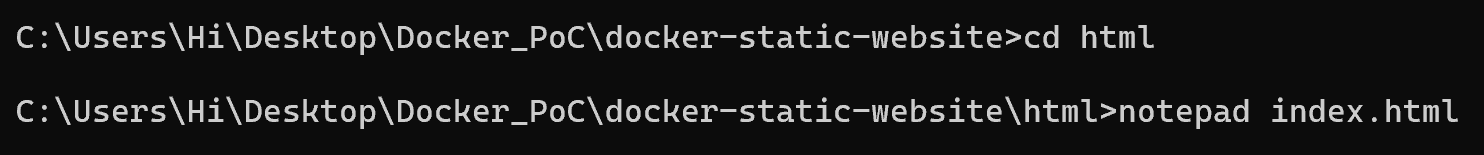 C:\Users\Hi\Desktop\Docker_PoC\docker-static-website>cd html
C:\Users\Hi\Desktop\Docker_PoC\docker-static-website\html>notepad index.html